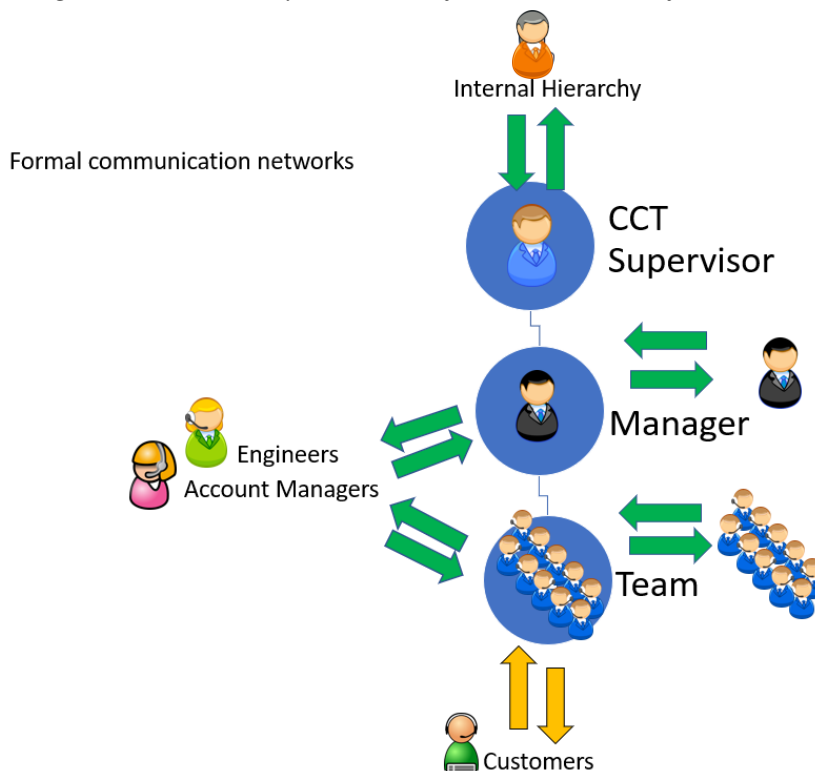 Internal Hierarchy
Formal communication networks
CCT
Supervisor
Manager
Engineers
Account Managers
Team
Customers